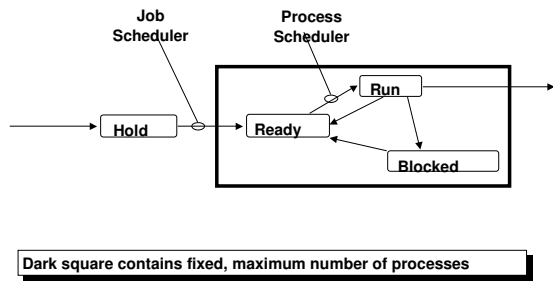 Job
Scheduler
Process
Scheduler
Hold
Ready
Run
Blocked
Dark square contains fixed, maximum number of processes